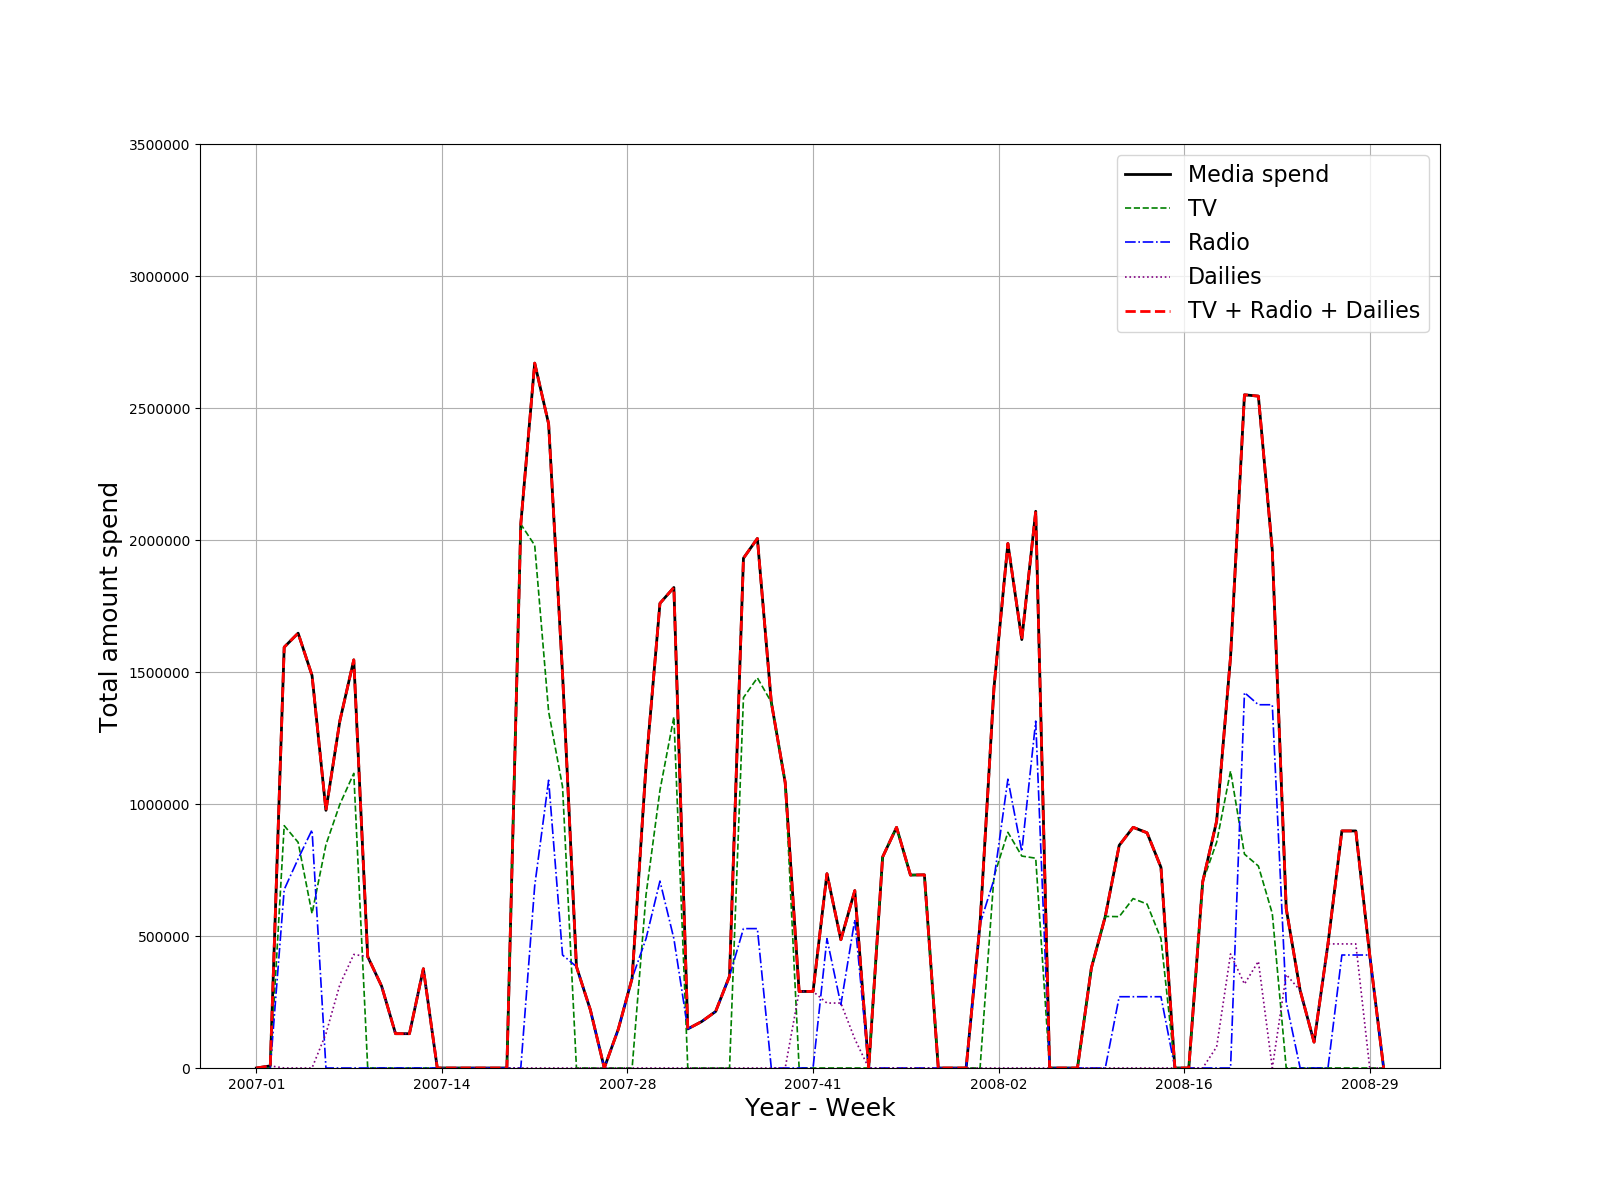 3500000
3000000
2500000
2000000
1500000
1000000
500000
0
Total amount spend
Media spend
TV
Radio
Dailies
TV + Radio + Dailies
2007-01 2007-14 2007-28 2007-41 2008-02 2008-16 2008-29
Year - Week